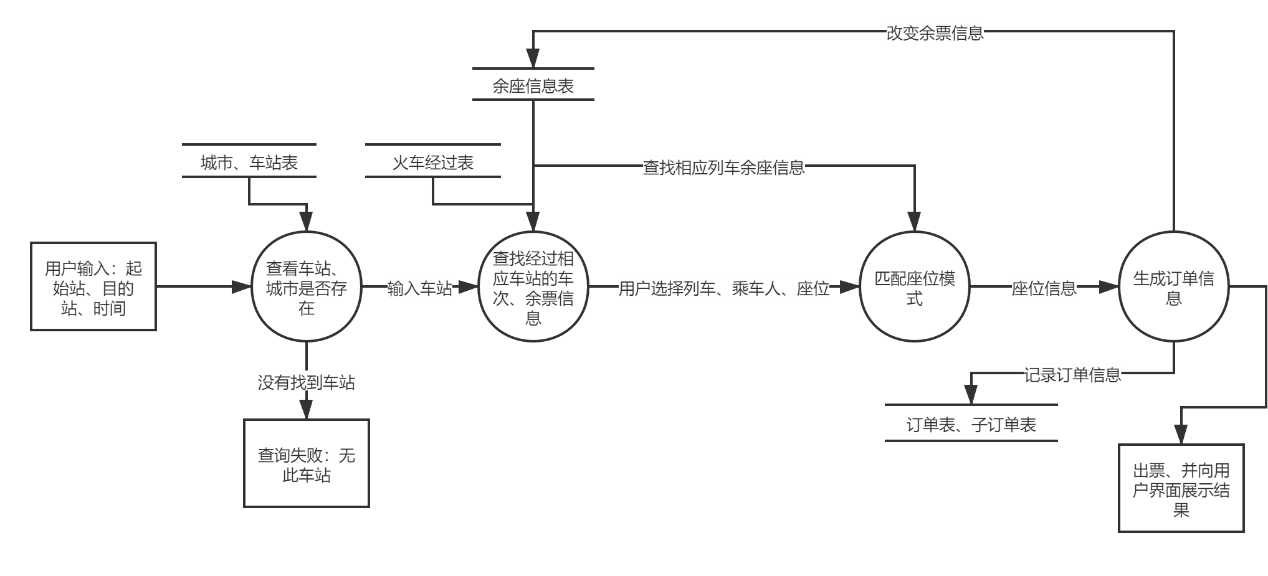 改变余票信息
余座信息表
城市、车站表
火车经过表
查找相应列车余座信息
用户输入：起
始站、目的
站、时间
查看车站、
城市是否存
在
输入车站
查找经过相
应车站的车
次、余票信
息
用户选择列车、乘车人、座位
匹配座位模
式
座位信息
生成订单信
息
没有找到车站
记录订单信息
订单表、子订单表
查询失败：无
此车站
出票、并向用
户界面展示结
果